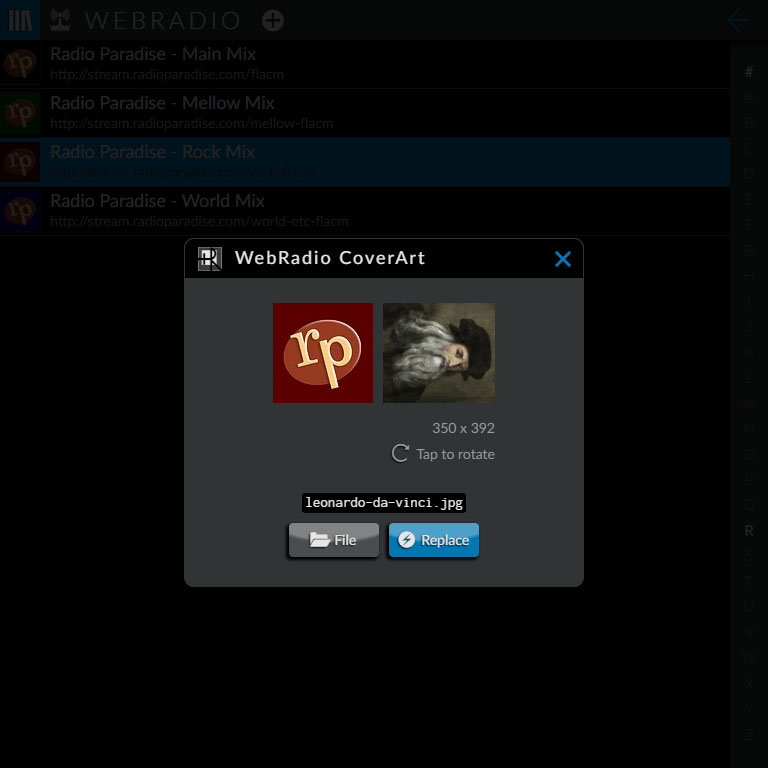 WEBRADIO
Radio Paradise - Main Mix
http://stream.radioparadise.com/flacm
Radio Paradise - Mellow Mix
http://stream.radioparadise.com/mellow-flacm
Radio Paradise - Rock Mix
http://stream.radioparadise.com/rock-flacm
Radio Paradise - World Mix
http://stream.radioparadise.com/world-etc-flacm
WebRadio CoverArt
rp
350 x 392
Tap to rotate
leonardo-da-vinci.jpg
File
Replace
#
A
B
C
D
E
F
G
H
I
K
L
M
N
O
P
Q
R
S
T
U
V
W
X
Y
Z